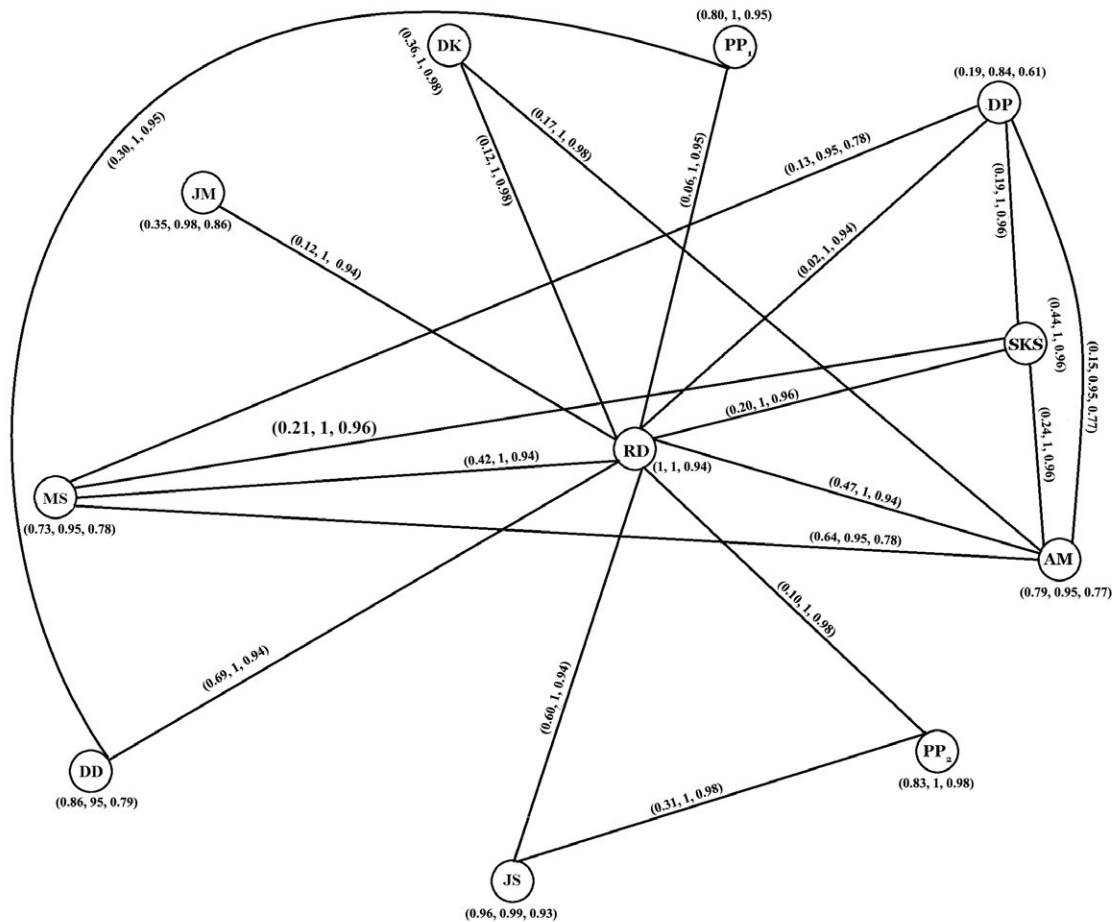 (0.80, 1, 0.95)
DK
PP₁
(0.36, 1, 0.98)
(0.19, 0.84, 0.61)
DP
(0.30, 1, 0.95)
(0.17, 1, 0.98)
(0.12, 1, 0.98)
(0.06, 1, 0.95)
(0.13, 0.95, 0.78)
(0.19, 1, 0.96)
JM
(0.35, 0.98, 0.86)
(0.12, 1, 0.94)
(0.02, 1, 0.94)
(0.44, 1, 0.96)
SKS
(0.15, 0.95, 0.77)
(0.20, 1, 0.96)
(0.21, 1, 0.96)
(0.24, 1, 0.96)
RD
(1, 1, 0.94)
(0.42, 1, 0.94)
(0.47, 1, 0.94)
MS
(0.73, 0.95, 0.78)
(0.64, 0.95, 0.78)
AM
(0.79, 0.95, 0.77)
(0.10, 1, 0.98)
(0.69, 1, 0.94)
(0.60, 1, 0.94)
PP₂
(0.83, 1, 0.98)
DD
(0.86, 95, 0.79)
(0.31, 1, 0.98)
JS
(0.96, 0.99, 0.93)